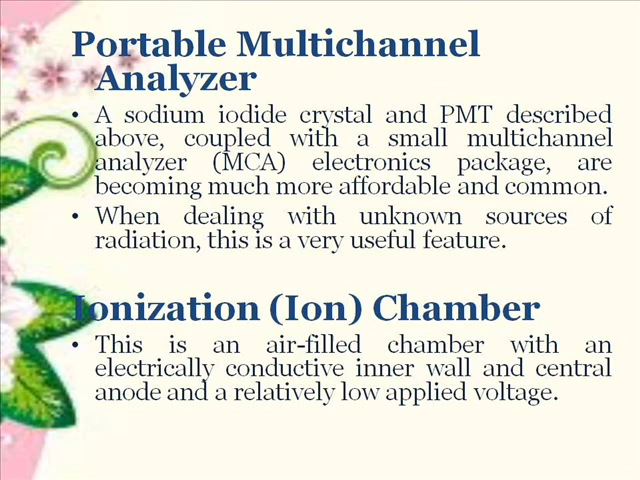 Portable Multichannel
Analyzer
• A sodium iodide crystal and PMT described
above, coupled with a small multichannel
analyzer (MCA) electronics package, are
becoming much more affordable and common.
• When dealing with unknown sources of
radiation, this is a very useful feature.
Ionization (Ion) Chamber
• This is an air-filled chamber with an
electrically conductive inner wall and central
anode and a relatively low applied voltage.